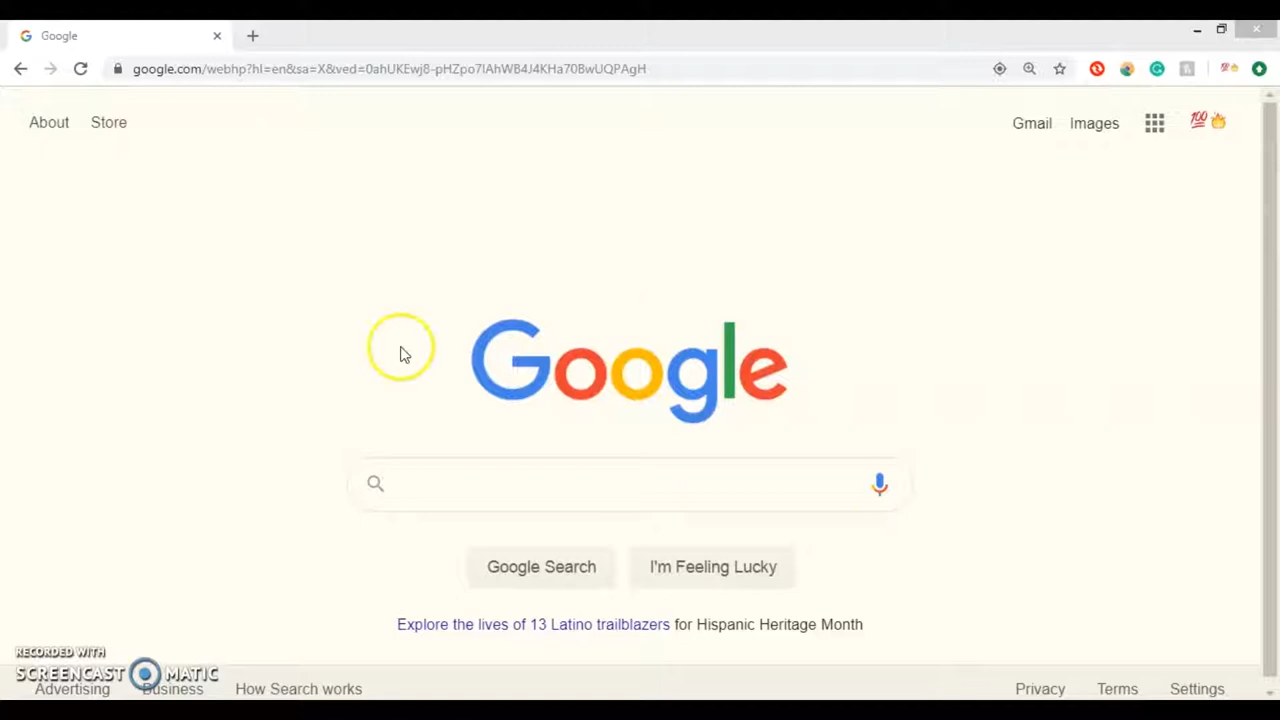 Google
google.com/webhp?hl=en&sa=X&ved=0ahUKEwj8-pHZpo7lAhWB4J4KHa70BwUQPAgH
About Store
Gmail Images 💯🔥
Google
Google Search I'm Feeling Lucky
Explore the lives of 13 Latino trailblazers for Hispanic Heritage Month
RECORDED WITH
SCREENCAST MATIC
Advertising Business How Search works
Privacy Terms Settings